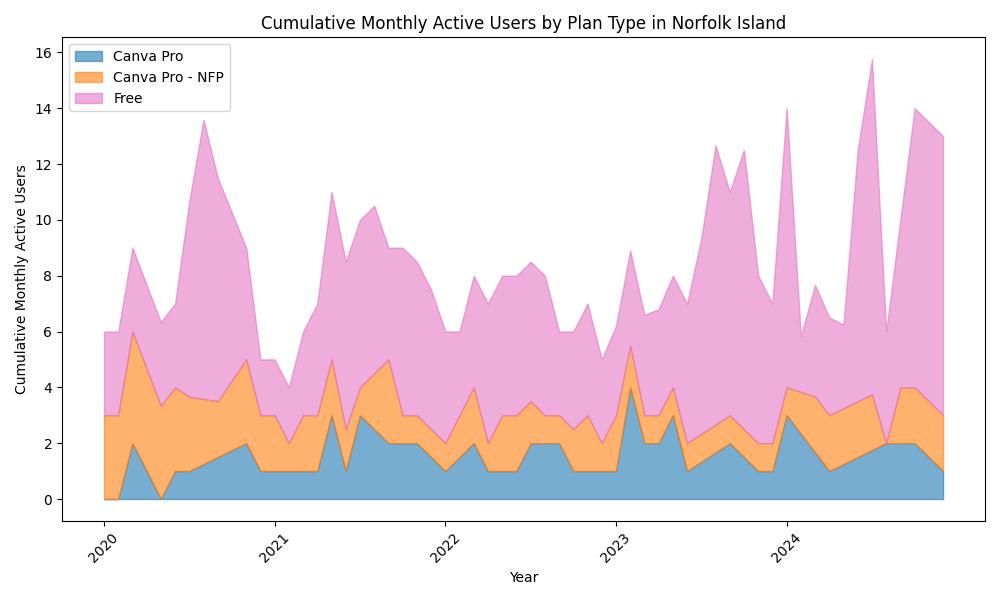 Cumulative Monthly Active Users by Plan Type in Norfolk Island
Canva Pro
Canva Pro - NFP
Free
Cumulative Monthly Active Users
16
14
12
10
8
6
4
2
0
2020
2021
2022
2023
2024
Year